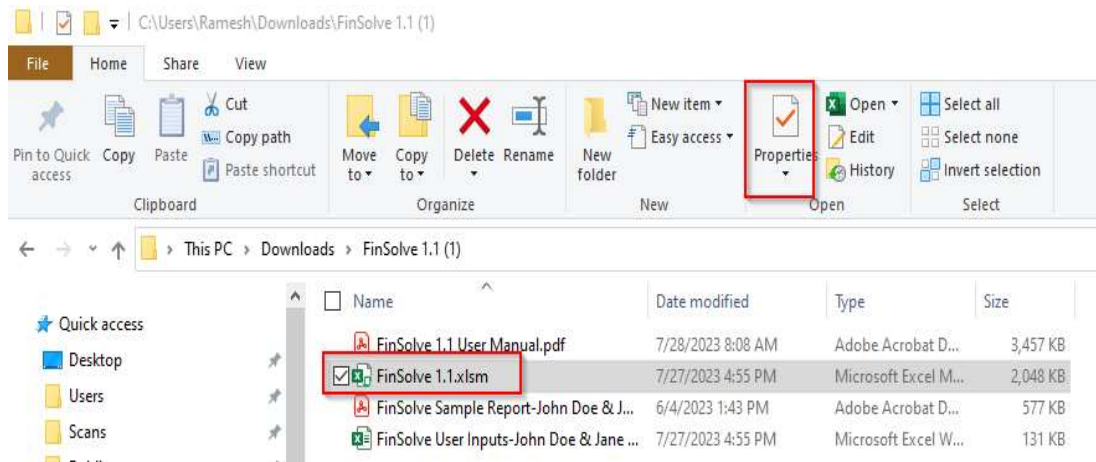 C:\Users\Ramesh\Downloads\FinSolve 1.1 (1)
File Home Share View
Pin to Quick access
Copy
Paste
Cut
Copy path
Paste shortcut
Move to
Copy to
Delete
Rename
New folder
New item
Easy access
Properties
Open
Edit
History
Select all
Select none
Invert selection
Clipboard Organize New Open Select
This PC > Downloads > FinSolve 1.1 (1)
Name Date modified Type Size
Quick access
Desktop
Users
Scans
FinSolve 1.1 User Manual.pdf 7/28/2023 8:08 AM Adobe Acrobat D... 3,457 KB
FinSolve 1.1.xlsm 7/27/2023 4:55 PM Microsoft Excel M... 2,048 KB
FinSolve Sample Report-John Doe & J... 6/4/2023 1:43 PM Adobe Acrobat D... 577 KB
FinSolve User Inputs-John Doe & Jane ... 7/27/2023 4:55 PM Microsoft Excel W... 131 KB